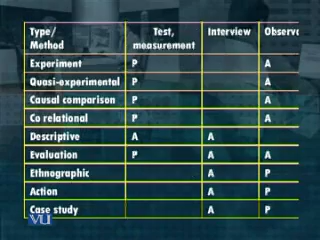 Type/ Test, Interview Observa
Method measurement
Experiment P A
Quasi-experimental P A
Causal comparison P A
Co relational P A
Descriptive A A
Evaluation P A A
Ethnographic A P
Action A P
Case study A P
VU